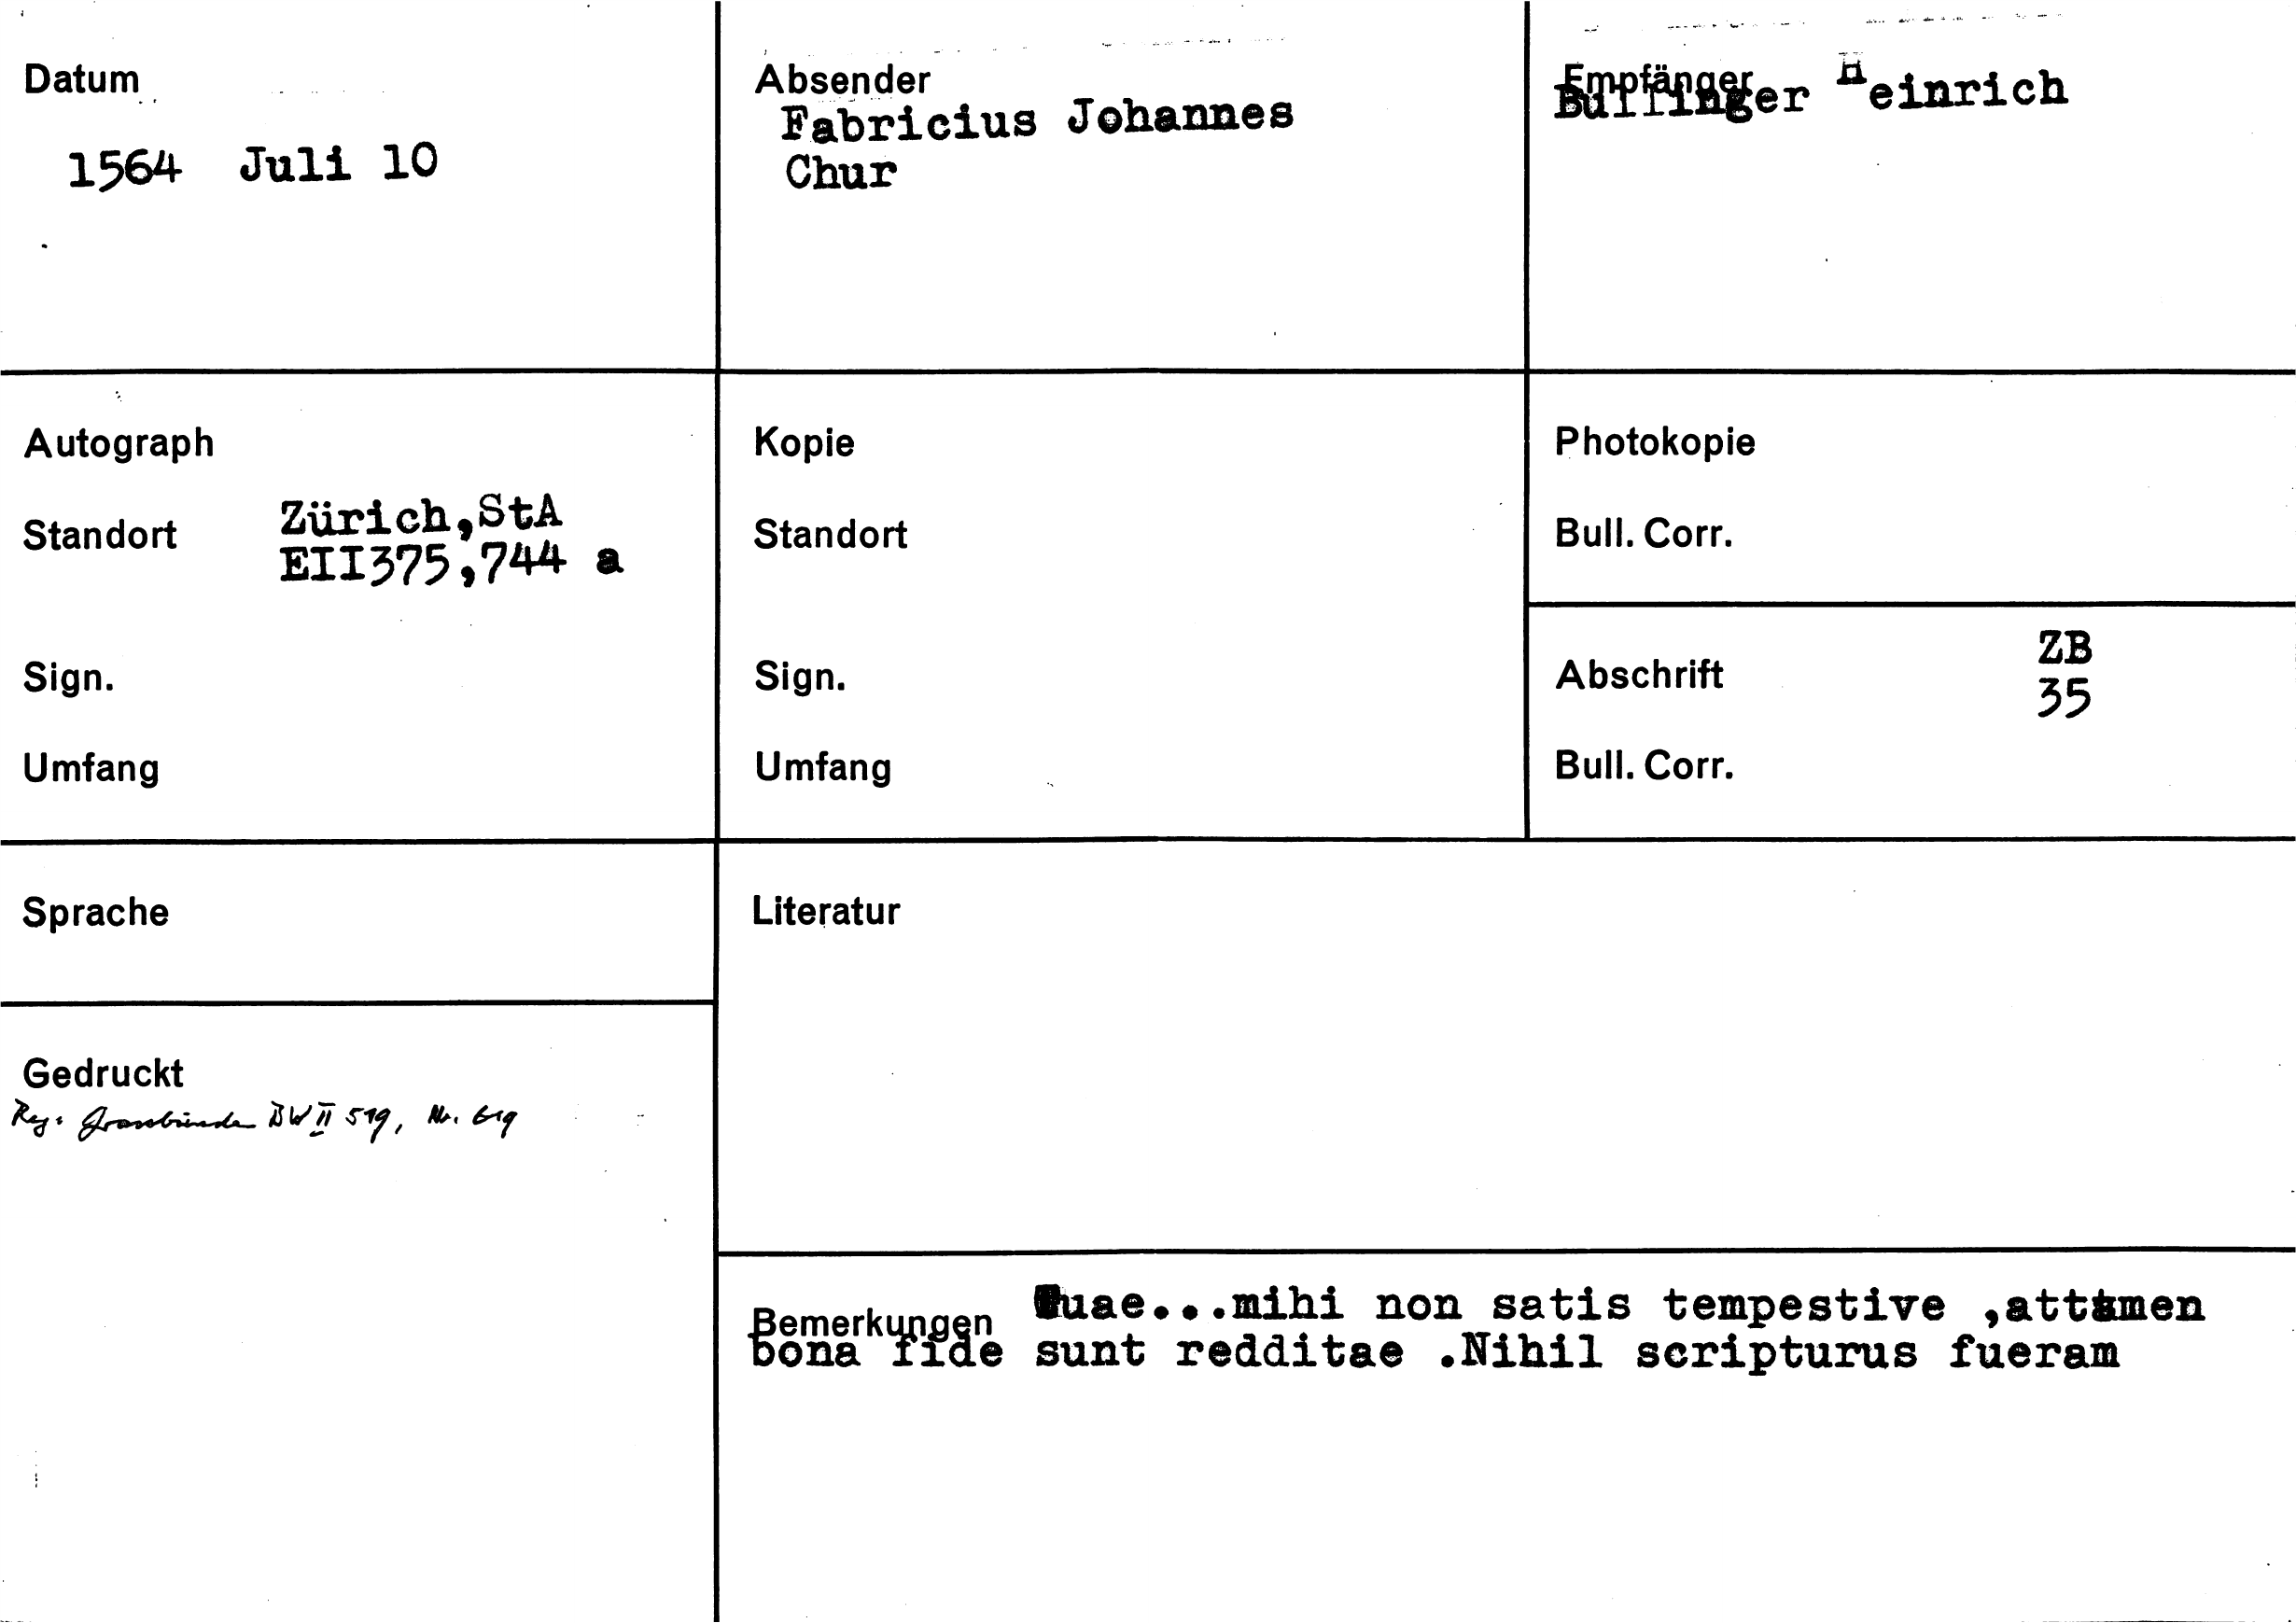 Datum
1564 Juli 10
Absender
Fabricius Johannes
Chur
Empfänger
Bullinger Heinrich
Autograph
Standort Zürich,StA
EII375,744 a
Sign.
Umfang
Kopie
Standort
Sign.
Umfang
Photokopie
Bull. Corr.
Abschrift ZB
35
Bull. Corr.
Sprache
Literatur
Gedruckt
Reg: Graubünden BW II 519, Nr. 619
Bemerkungen Tuae...mihi non satis tempestive ,attamen
bona fide sunt redditae .Nihil scripturus fueram